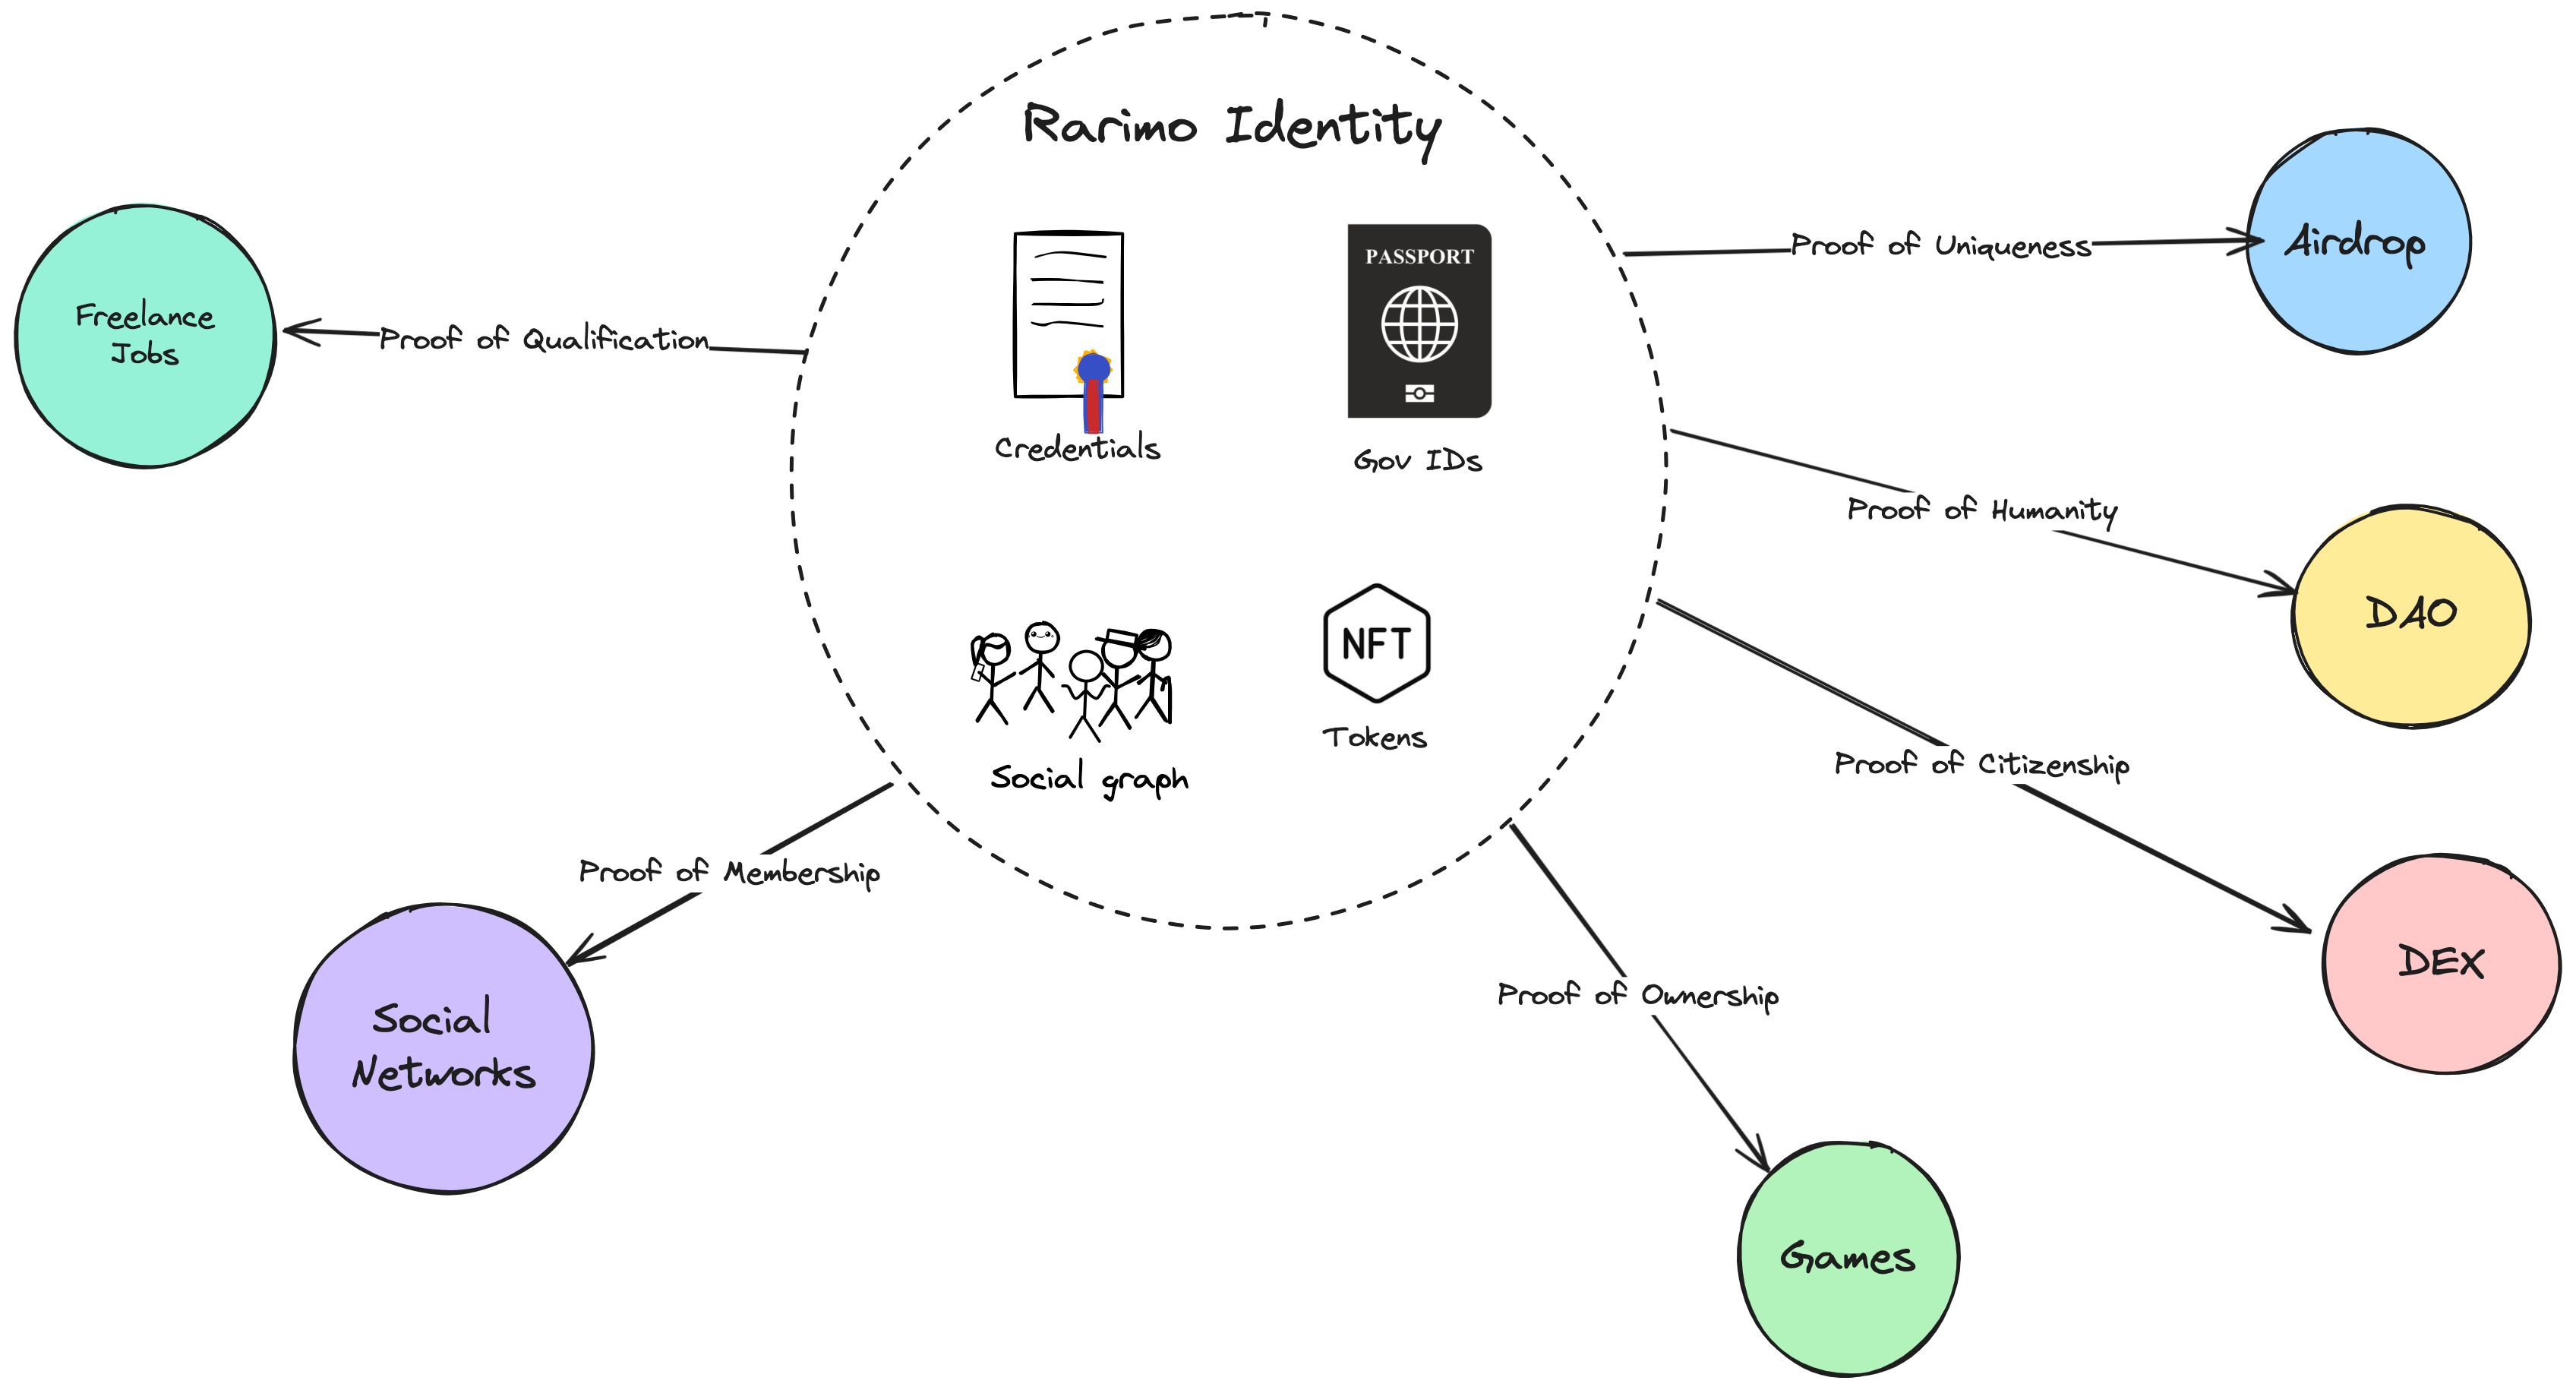 Rarimo Identity
PASSPORT
Credentials
Gov IDs
NFT
Tokens
Social graph
Proof of Uniqueness
Airdrop
Proof of Qualification
Freelance
Jobs
Proof of Humanity
DAO
Proof of Citizenship
DEX
Proof of Membership
Social
Networks
Proof of Ownership
Games